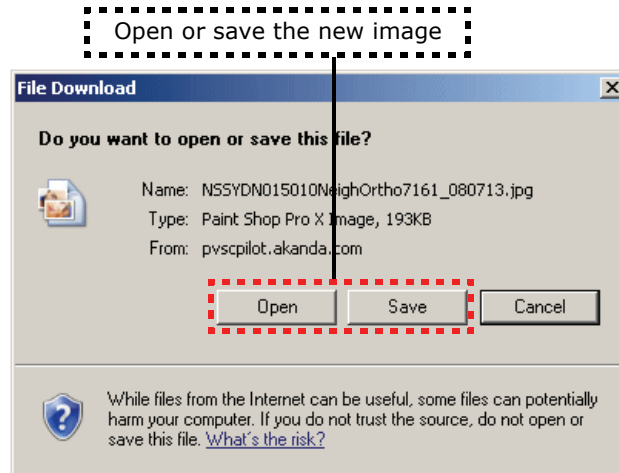 Open or save the new image
File Download
Do you want to open or save this file?
Name: NSSYDN015010NeighOrtho7161_080713.jpg
Type: Paint Shop Pro X Image, 193KB
From: pvscpilot.akanda.com
Open Save Cancel
While files from the Internet can be useful, some files can potentially
harm your computer. If you do not trust the source, do not open or
save this file. What's the risk?